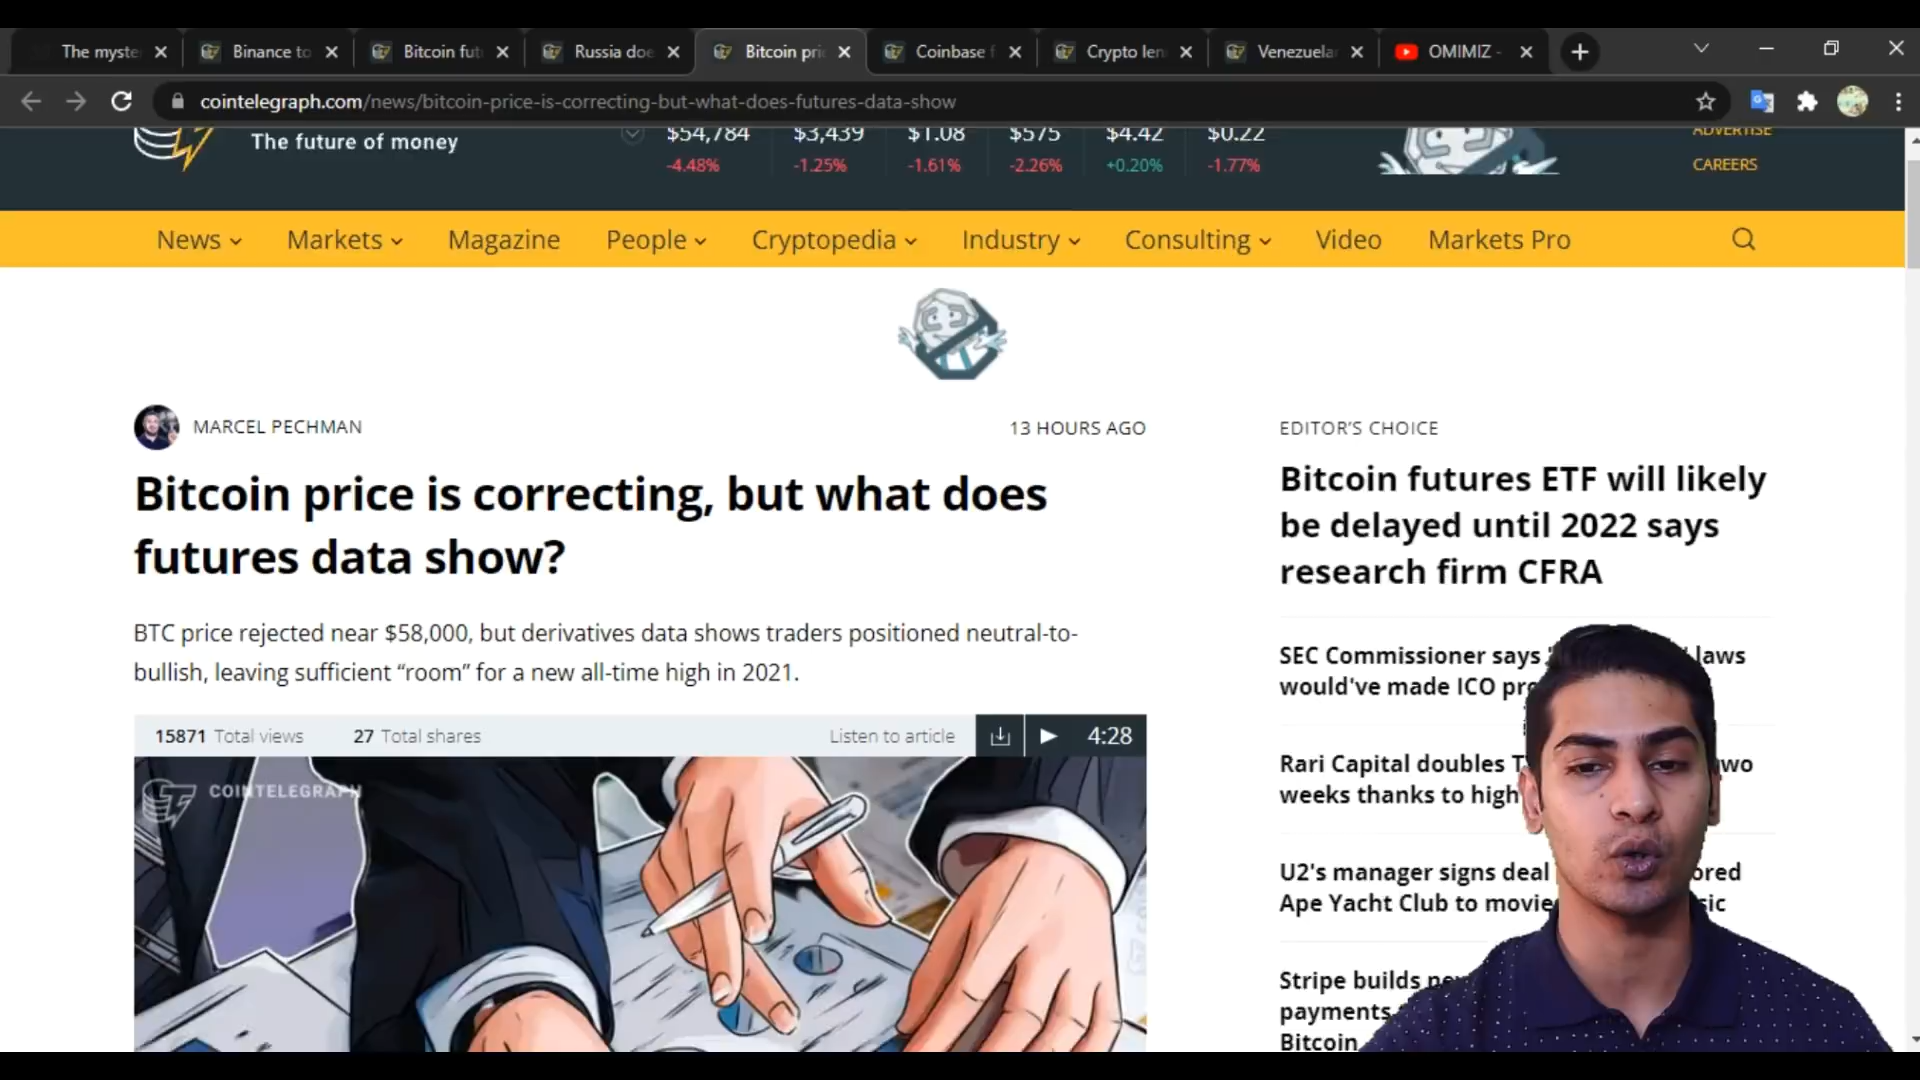 The myste
Binance to
Bitcoin fut
Russia doe
Bitcoin pri
Coinbase f
Crypto len
Venezuela
OMIMIZ -
cointelegraph.com/news/bitcoin-price-is-correcting-but-what-does-futures-data-show
The future of money
$54,784 $3,439 $1.08 $575 $4.42 $0.22
-4.48% -1.25% -1.61% -2.26% +0.20% -1.77%
ADVERTISE
CAREERS
News Markets Magazine People Cryptopedia Industry Consulting Video Markets Pro
MARCEL PECHMAN
13 HOURS AGO
Bitcoin price is correcting, but what does
futures data show?
BTC price rejected near $58,000, but derivatives data shows traders positioned neutral-to-
bullish, leaving sufficient “room” for a new all-time high in 2021.
15871 Total views 27 Total shares Listen to article 4:28
COINTELEGRAPH
EDITOR’S CHOICE
Bitcoin futures ETF will likely
be delayed until 2022 says
research firm CFRA
SEC Commissioner says laws
would've made ICO pro
Rari Capital doubles T wo
weeks thanks to high
U2's manager signs deal ored
Ape Yacht Club to movie sic
Stripe builds ne
payments
Bitcoin